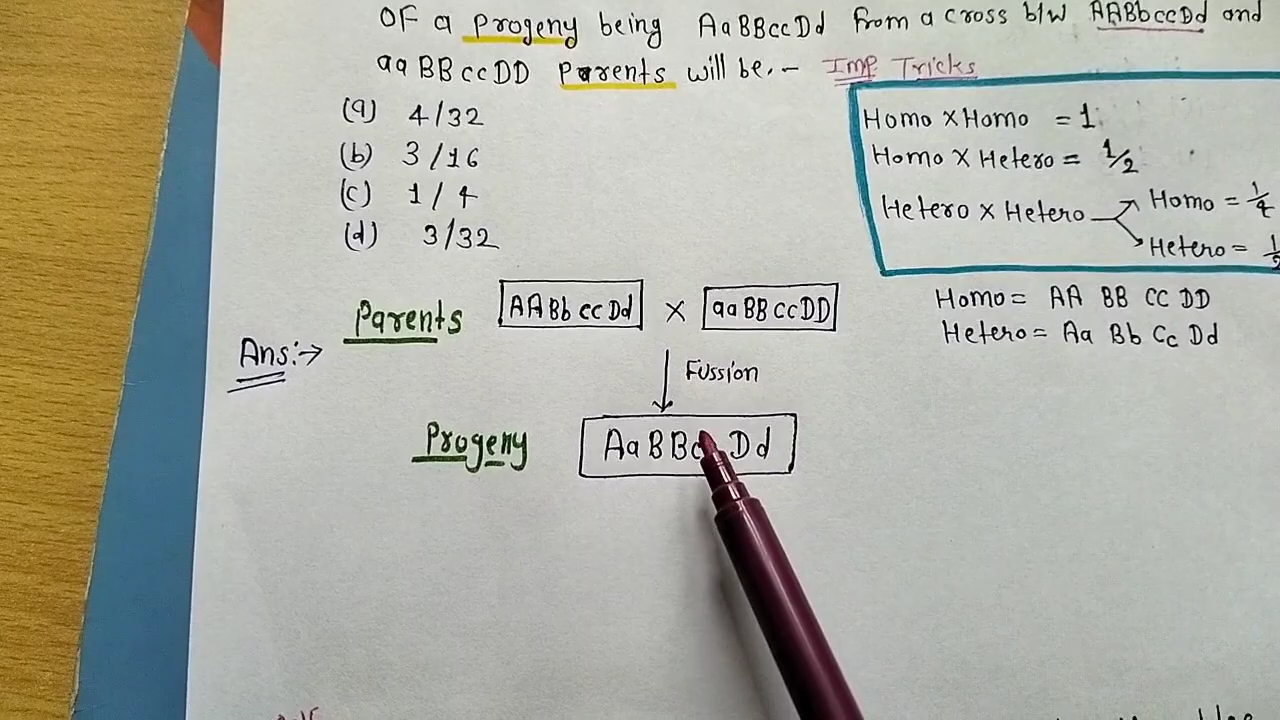 OF a Progeny being AaBBccDd from a cross b/w AABbccDd and
aaBBccDD Parents will be.- Imp Tricks
(a) 4/32
(b) 3/16
(c) 1/4
(d) 3/32
Homo x Homo = 1
Homo x Hetero = 1/2
Hetero x Hetero
Homo = 1/4
Hetero =
Homo = AA BB CC DD
Hetero = Aa Bb Cc Dd
Parents AABbccDd x aaBBccDD
Ans:→
Fussion
Progeny AaBBc Dd